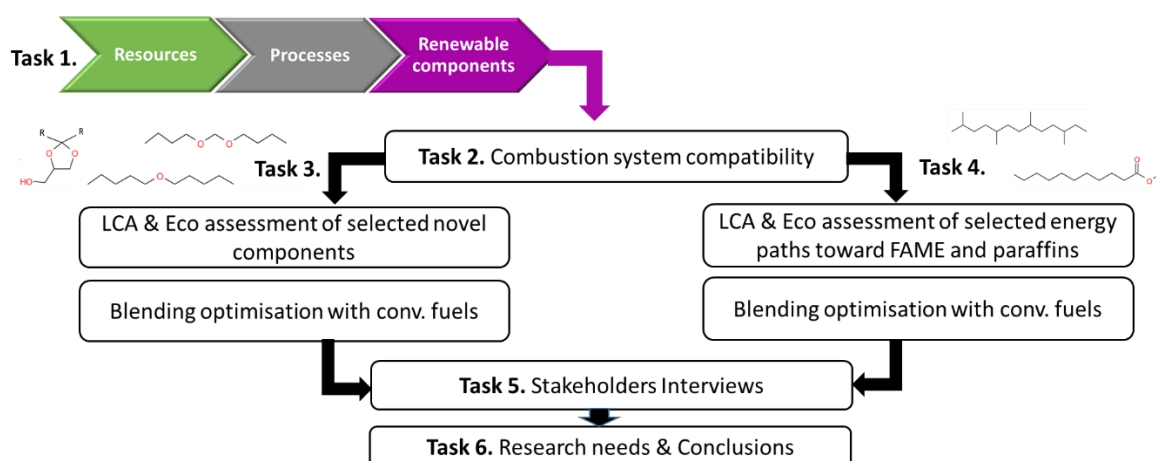 Task 1.
Resources
Processes
Renewable
components
Task 2. Combustion system compatibility
Task 3.
Task 4.
R
R
O
O
HO
O
O
O
O
O
LCA & Eco assessment of selected novel
components
LCA & Eco assessment of selected energy
paths toward FAME and paraffins
Blending optimisation with conv. fuels
Blending optimisation with conv. fuels
Task 5. Stakeholders Interviews
Task 6. Research needs & Conclusions